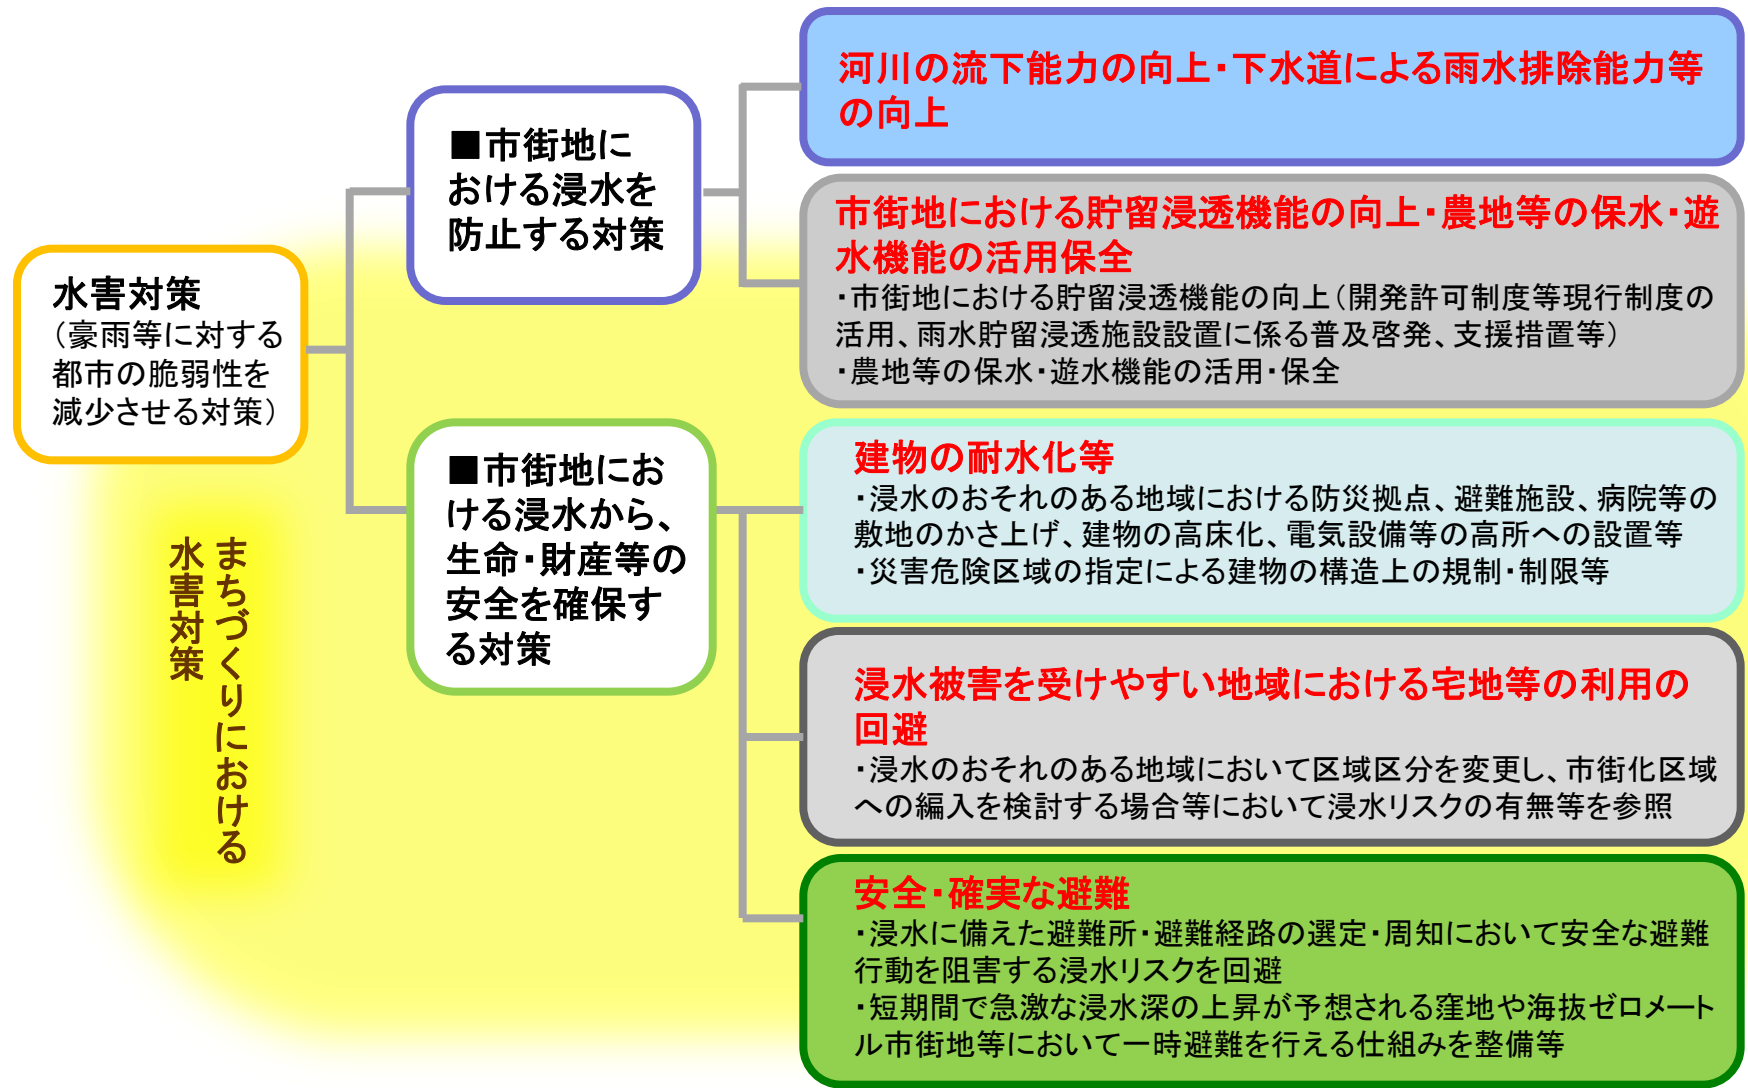 水害対策
（豪雨等に対する
都市の脆弱性を
減少させる対策）
まちづくりにおける
水害対策
■市街地に
おける浸水を
防止する対策
■市街地にお
ける浸水から、
生命・財産等の
安全を確保す
る対策
河川の流下能力の向上・下水道による雨水排除能力等
の向上
市街地における貯留浸透機能の向上・農地等の保水・遊
水機能の活用保全
・市街地における貯留浸透機能の向上（開発許可制度等現行制度の
活用、雨水貯留浸透施設設置に係る普及啓発、支援措置等）
・農地等の保水・遊水機能の活用・保全
建物の耐水化等
・浸水のおそれのある地域における防災拠点、避難施設、病院等の
敷地のかさ上げ、建物の高床化、電気設備等の高所への設置等
・災害危険区域の指定による建物の構造上の規制・制限等
浸水被害を受けやすい地域における宅地等の利用の
回避
・浸水のおそれのある地域において区域区分を変更し、市街化区域
への編入を検討する場合等において浸水リスクの有無等を参照
安全・確実な避難
・浸水に備えた避難所・避難経路の選定・周知において安全な避難
行動を阻害する浸水リスクを回避
・短期間で急激な浸水深の上昇が予想される窪地や海抜ゼロメート
ル市街地等において一時避難を行える仕組みを整備等